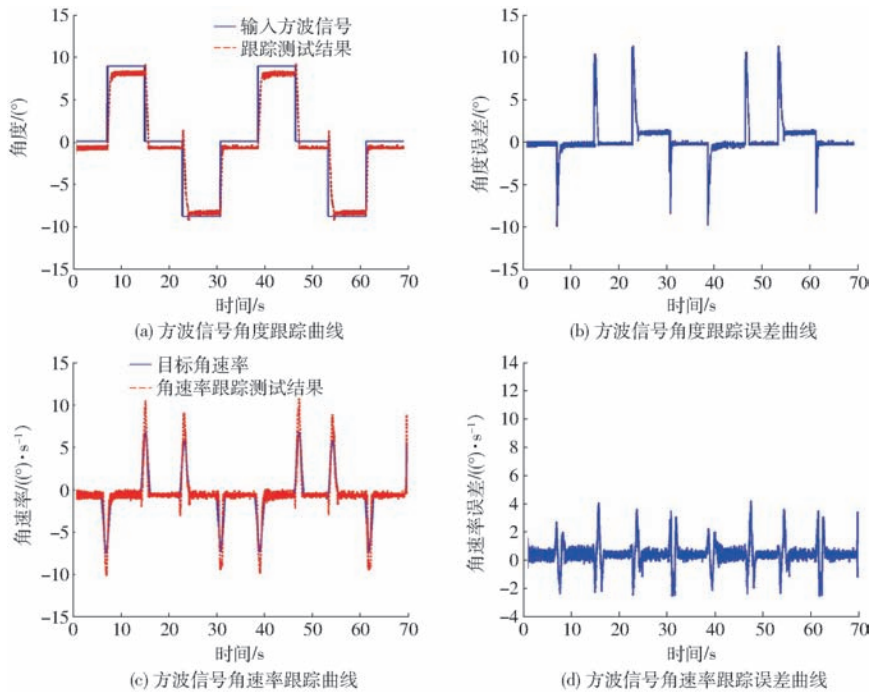 输入方波信号
跟踪测试结果
15
10
5
0
−5
−10
−15
角度/(°)
0 10 20 30 40 50 60 70
时间/s
(a) 方波信号角度跟踪曲线
15
10
5
0
−5
−10
−15
角度误差/(°)
0 10 20 30 40 50 60 70
时间/s
(b) 方波信号角度跟踪误差曲线
目标角速率
角速率跟踪测试结果
15
10
5
0
−5
−10
−15
角速率/((°)·s⁻¹)
0 10 20 30 40 50 60 70
时间/s
(c) 方波信号角速率跟踪曲线
14
12
10
8
6
4
2
0
−2
−4
角速率误差/((°)·s⁻¹)
0 10 20 30 40 50 60 70
时间/s
(d) 方波信号角速率跟踪误差曲线